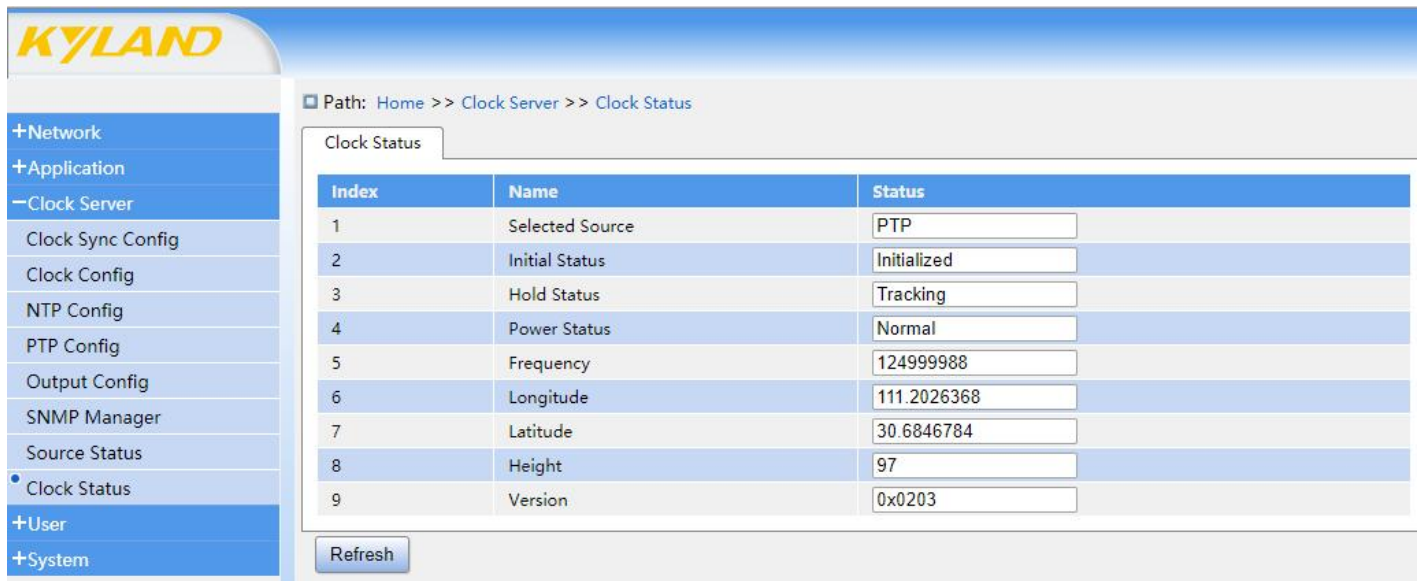 KYLAND
Path: Home >> Clock Server >> Clock Status
+Network
+Application
−Clock Server
Clock Sync Config
Clock Config
NTP Config
PTP Config
Output Config
SNMP Manager
Source Status
Clock Status
+User
+System
Clock Status
Index Name Status
1 Selected Source PTP
2 Initial Status Initialized
3 Hold Status Tracking
4 Power Status Normal
5 Frequency 124999988
6 Longitude 111.2026368
7 Latitude 30.6846784
8 Height 97
9 Version 0x0203
Refresh